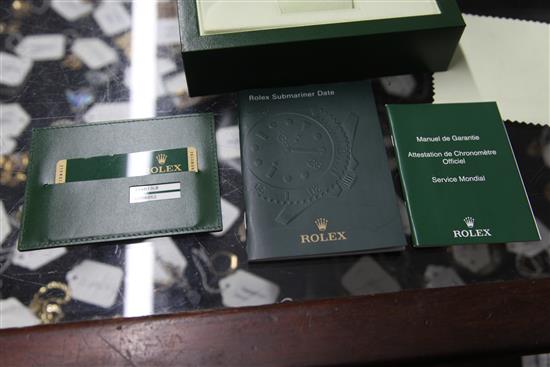 Rolex Submariner Date
ROLEX
ROLEX
Manuel de Garantie
Attestation de Chronomètre
Officiel
Service Mondial
ROLEX